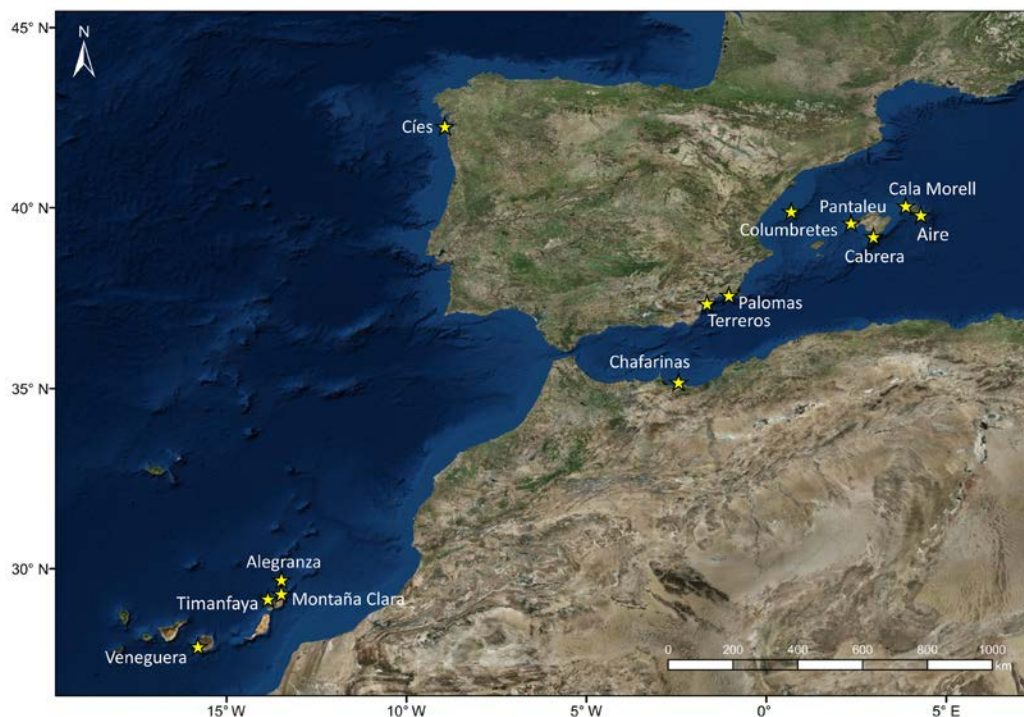 45° N
N
Cíes
40° N
Cala Morell
Pantaleu
Columbretes
Aire
Cabrera
Palomas
Terreros
Chafarinas
35° N
30° N
Alegranza
Timanfaya
Montaña Clara
Veneguera
0 200 400 600 800 1000
km
15° W 10° W 5° W 0° 5° E